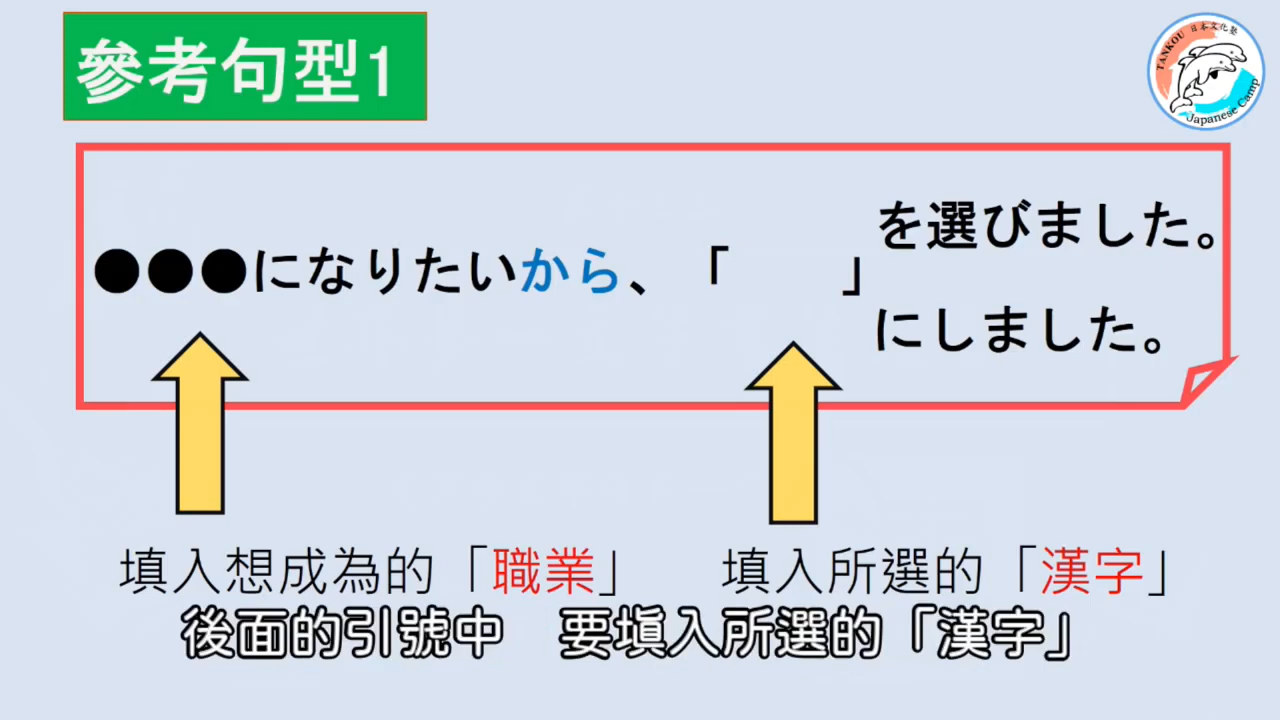 參考句型1
TANKOU 日本文化塾
Japanese Camp
●●●になりたいから、「　　」
を選びました。
にしました。
填入想成為的「職業」
填入所選的「漢字」
後面的引號中　要填入所選的「漢字」